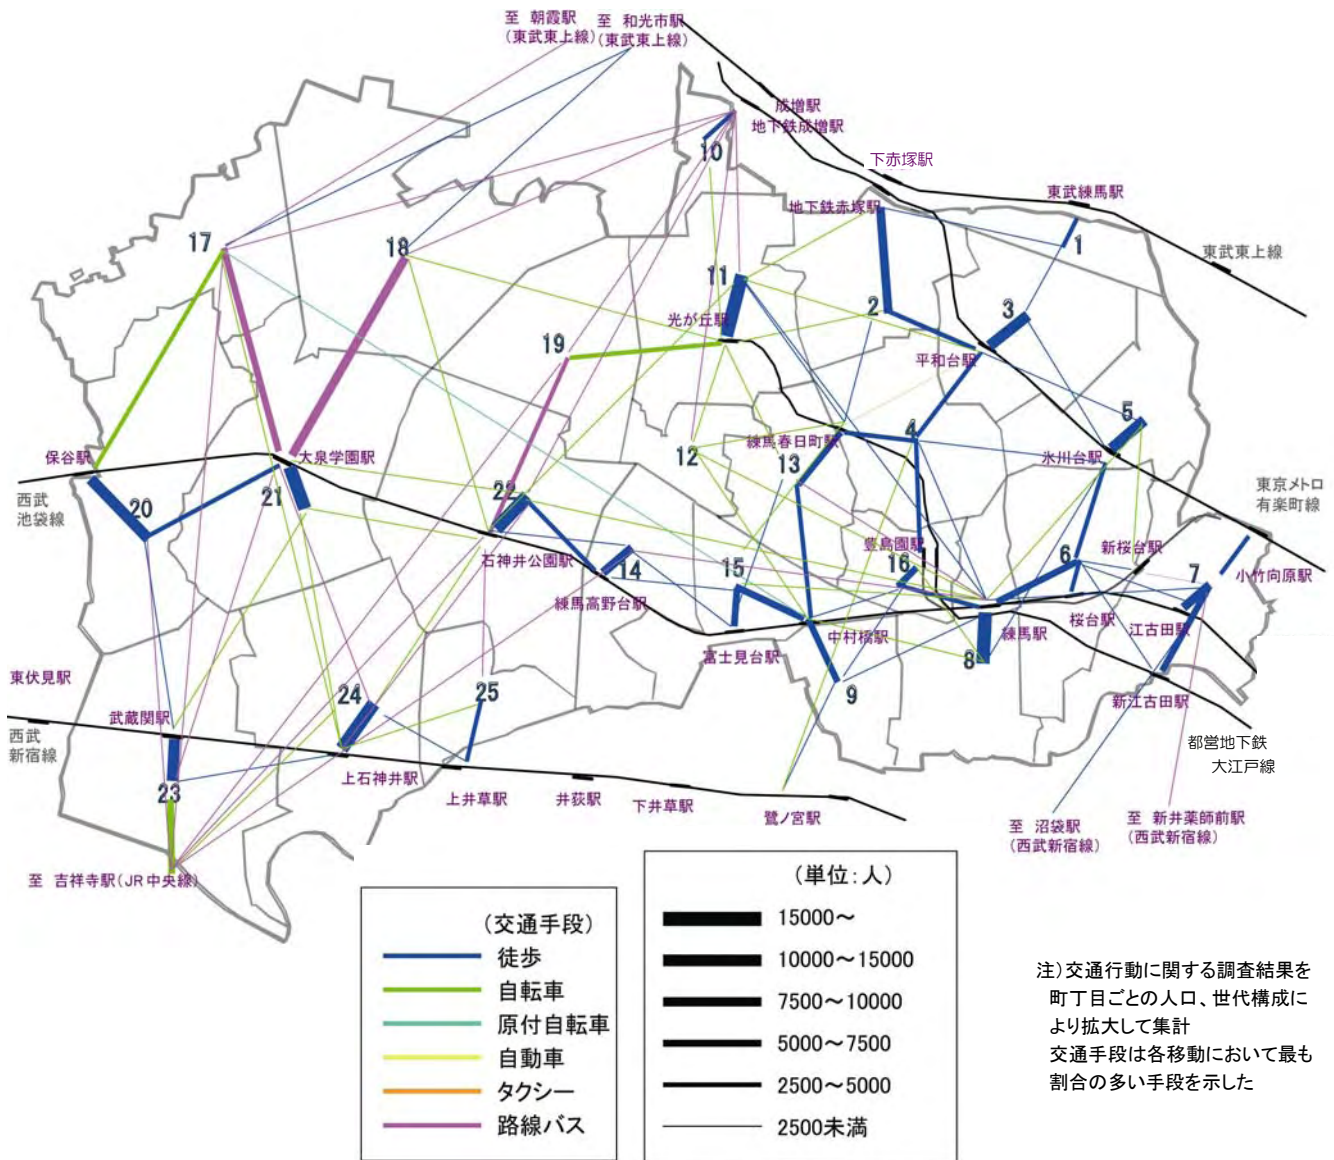 至 朝霞駅
(東武東上線)
至 和光市駅
(東武東上線)
成増駅
地下鉄成増駅
10
下赤塚駅
地下鉄赤塚駅
東武練馬駅
1
東武東上線
17
18
11
2
3
光が丘駅
19
平和台駅
5
4
練馬春日町駅
12
13
氷川台駅
保谷駅
大泉学園駅
西武
池袋線
20
21
22
石神井公園駅
14
練馬高野台駅
15
豊島園駅
16
6
新桜台駅
7
東京メトロ
有楽町線
小竹向原駅
富士見台駅
中村橋駅
練馬駅
桜台駅
江古田駅
8
9
新江古田駅
東伏見駅
武蔵関駅
24
25
西武
新宿線
23
上石神井駅
上井草駅
井荻駅
下井草駅
鷺ノ宮駅
都営地下鉄
大江戸線
至 沼袋駅
(西武新宿線)
至 新井薬師前駅
(西武新宿線)
至 吉祥寺駅(JR中央線)
(交通手段)
徒歩
自転車
原付自転車
自動車
タクシー
路線バス
(単位:人)
15000～
10000～15000
7500～10000
5000～7500
2500～5000
2500未満
注)交通行動に関する調査結果を
町丁目ごとの人口、世代構成に
より拡大して集計
交通手段は各移動において最も
割合の多い手段を示した